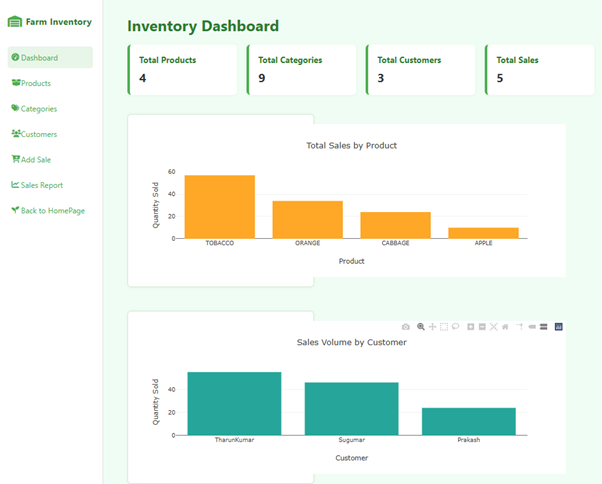 Farm Inventory
Dashboard
Products
Categories
Customers
Add Sale
Sales Report
Back to HomePage
Inventory Dashboard
Total Products
4
Total Categories
9
Total Customers
3
Total Sales
5
Total Sales by Product
Quantity Sold
60
40
20
0
TOBACCO ORANGE CABBAGE APPLE
Product
Sales Volume by Customer
Quantity Sold
40
20
0
TharunKumar Sugumar Prakash
Customer